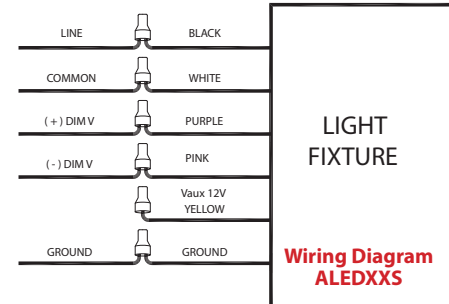 LINE BLACK
COMMON WHITE
( + ) DIM V PURPLE
( - ) DIM V PINK
Vaux 12V
YELLOW
GROUND GROUND
LIGHT
FIXTURE
Wiring Diagram
ALEDXXS